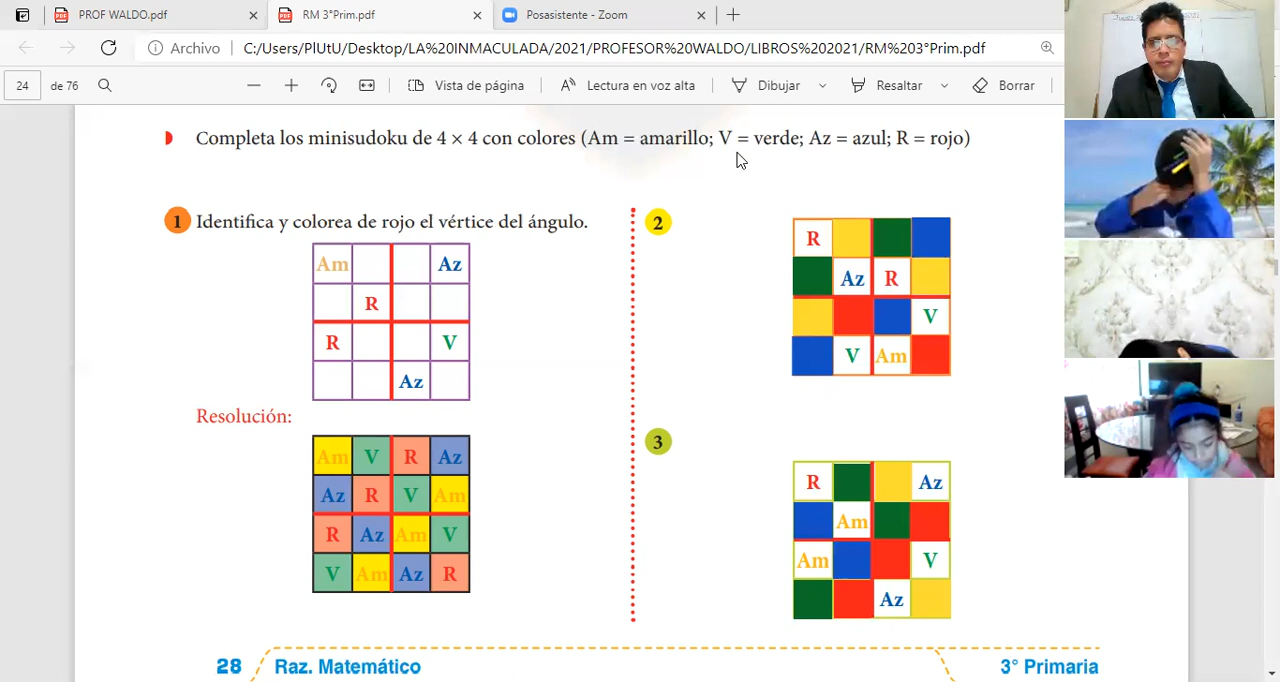 PROF WALDO.pdf
RM 3°Prim.pdf
Posasistente - Zoom
Archivo
C:/Users/PlUtU/Desktop/LA%20INMACULADA/2021/PROFESOR%20WALDO/LIBROS%202021/RM%203°Prim.pdf
24 de 76
Vista de página
Lectura en voz alta
Dibujar
Resaltar
Borrar
Completa los minisudoku de 4 × 4 con colores (Am = amarillo; V = verde; Az = azul; R = rojo)
1 Identifica y colorea de rojo el vértice del ángulo.
Am Az
R
R V
Az
Resolución:
Am V R Az
Az R V Am
R Az Am V
V Am Az R
2
R
Az R
V
V Am
3
R Az
Am
Am V
Az
28 Raz. Matemático
3° Primaria